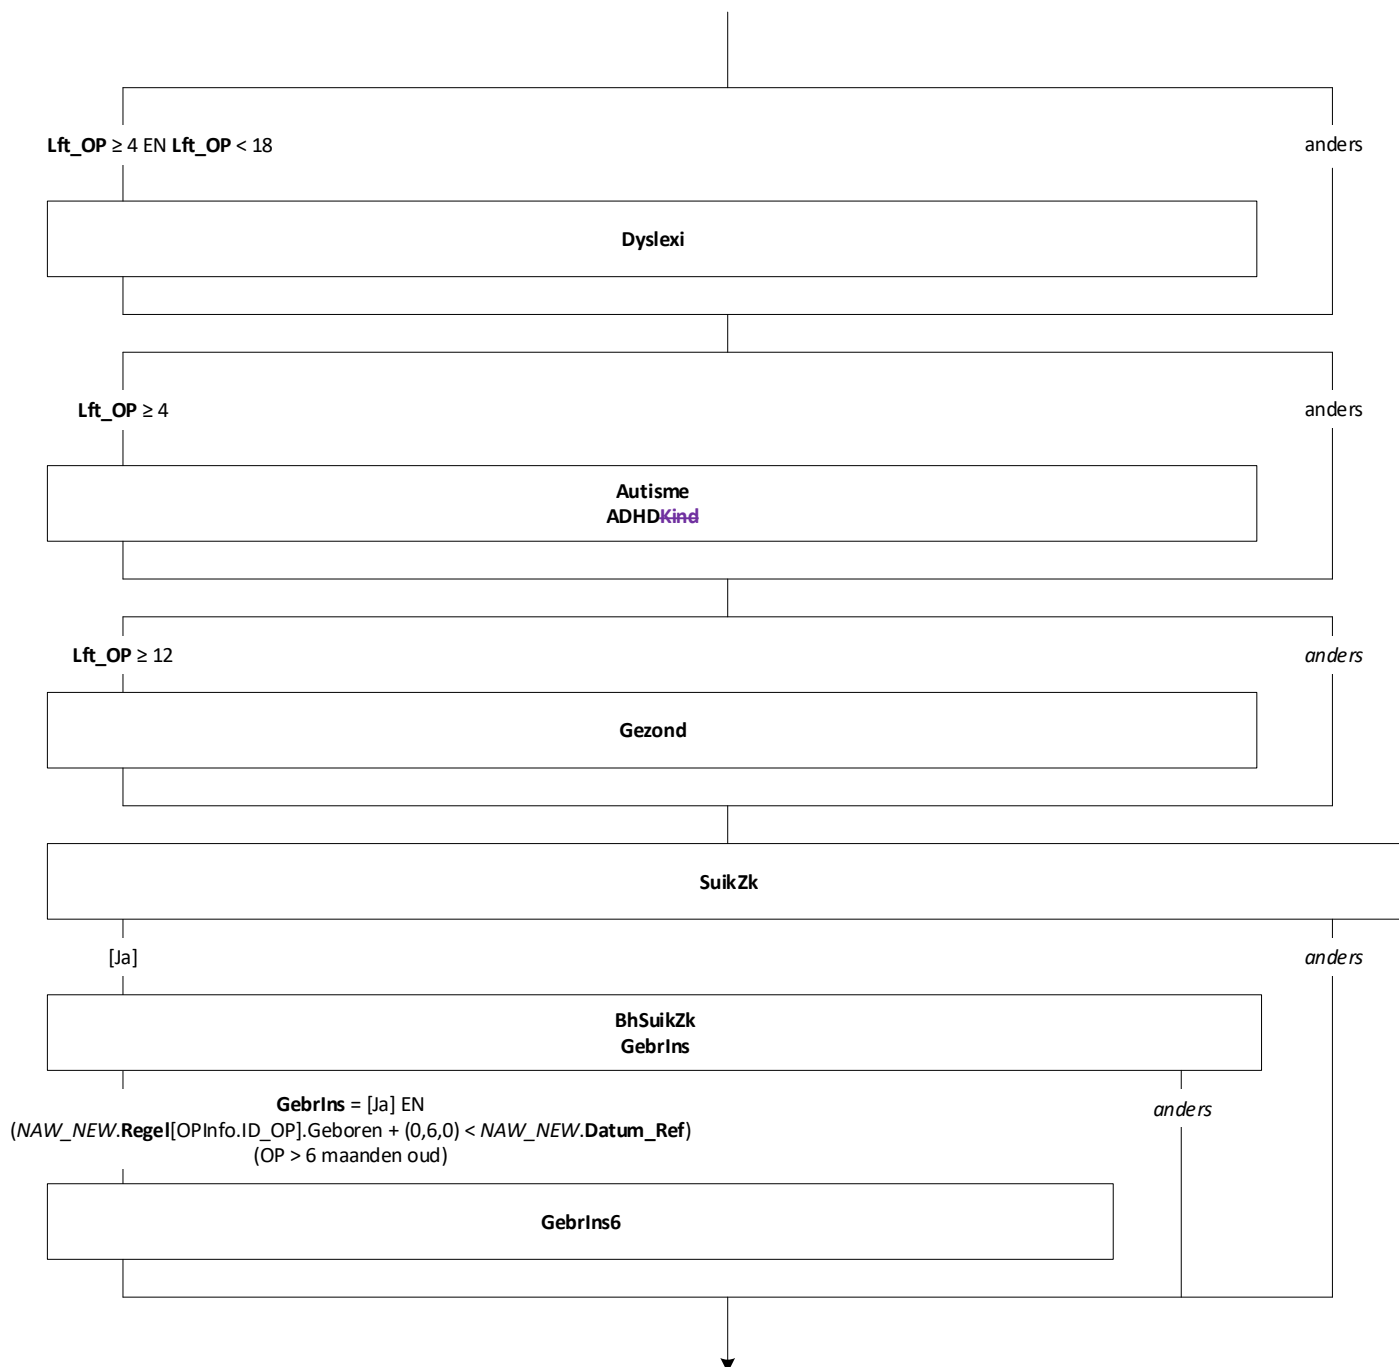 Lft_OP ≥ 4 EN Lft_OP < 18
anders
Dyslexi
Lft_OP ≥ 4
anders
Autisme
ADHDKind
Lft_OP ≥ 12
anders
Gezond
SuikZk
[Ja]
anders
BhSuikZk
GebrIns
GebrIns = [Ja] EN
(NAW_NEW.Regel[OPInfo.ID_OP].Geboren + (0,6,0) < NAW_NEW.Datum_Ref)
(OP > 6 maanden oud)
anders
GebrIns6